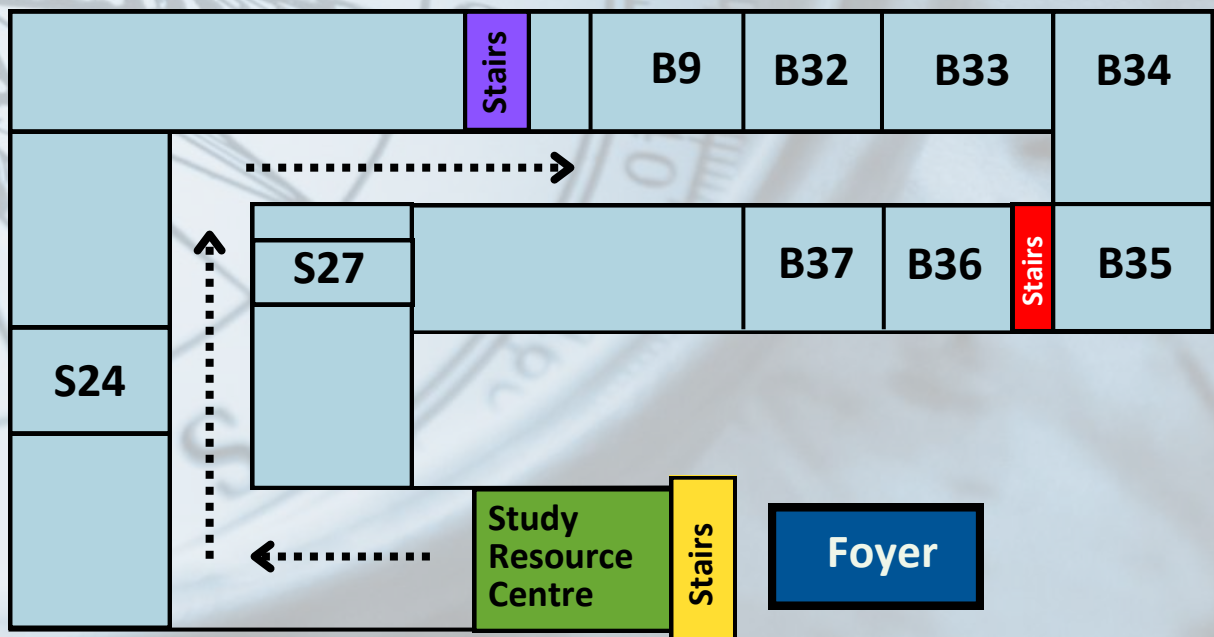 Stairs
B9
B32
B33
B34
S27
B37
B36
Stairs
B35
S24
Study
Resource
Centre
Stairs
Foyer